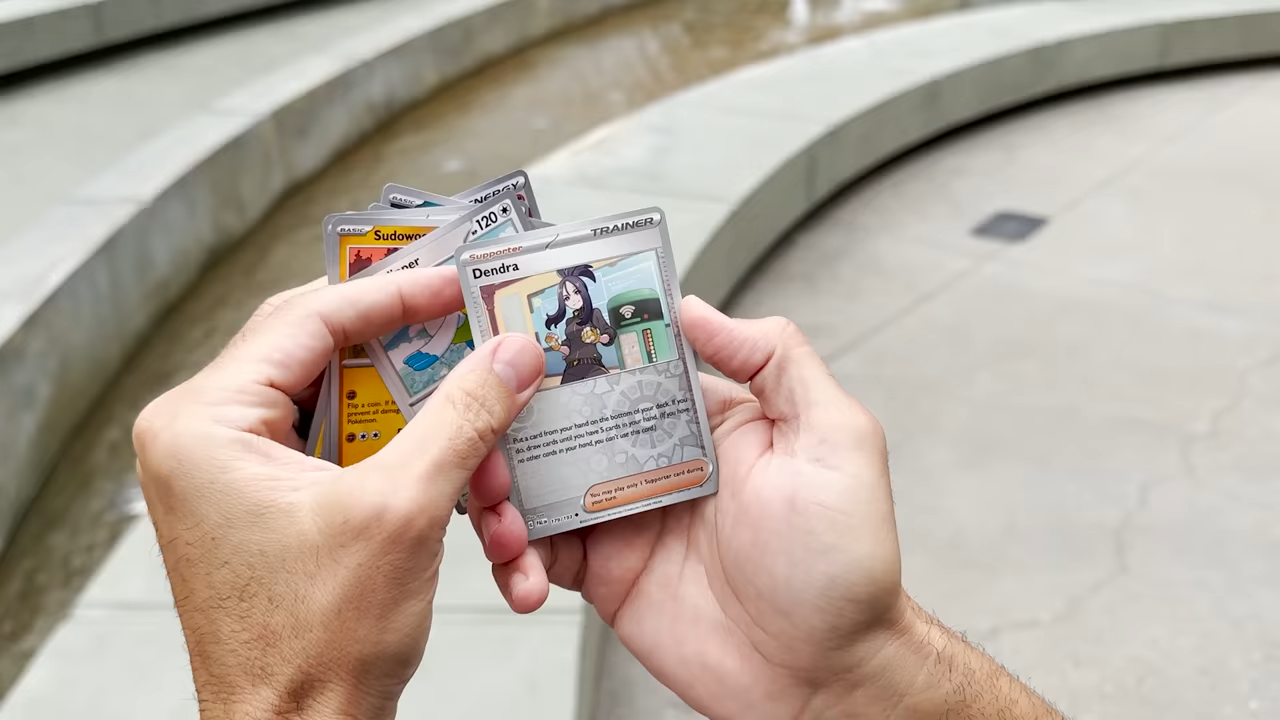 BASIC
ENERGY
BASIC
Sudowo
120
Supporter
TRAINER
Dendra
Put a card from your hand on the bottom of your deck. If you
do, draw cards until you have 5 cards in your hand. (If you have
no other cards in your hand, you can't use this card.)
You may play only 1 Supporter card during
your turn.
179/193
Flip a coin. If h
prevent all damag
Pokémon.